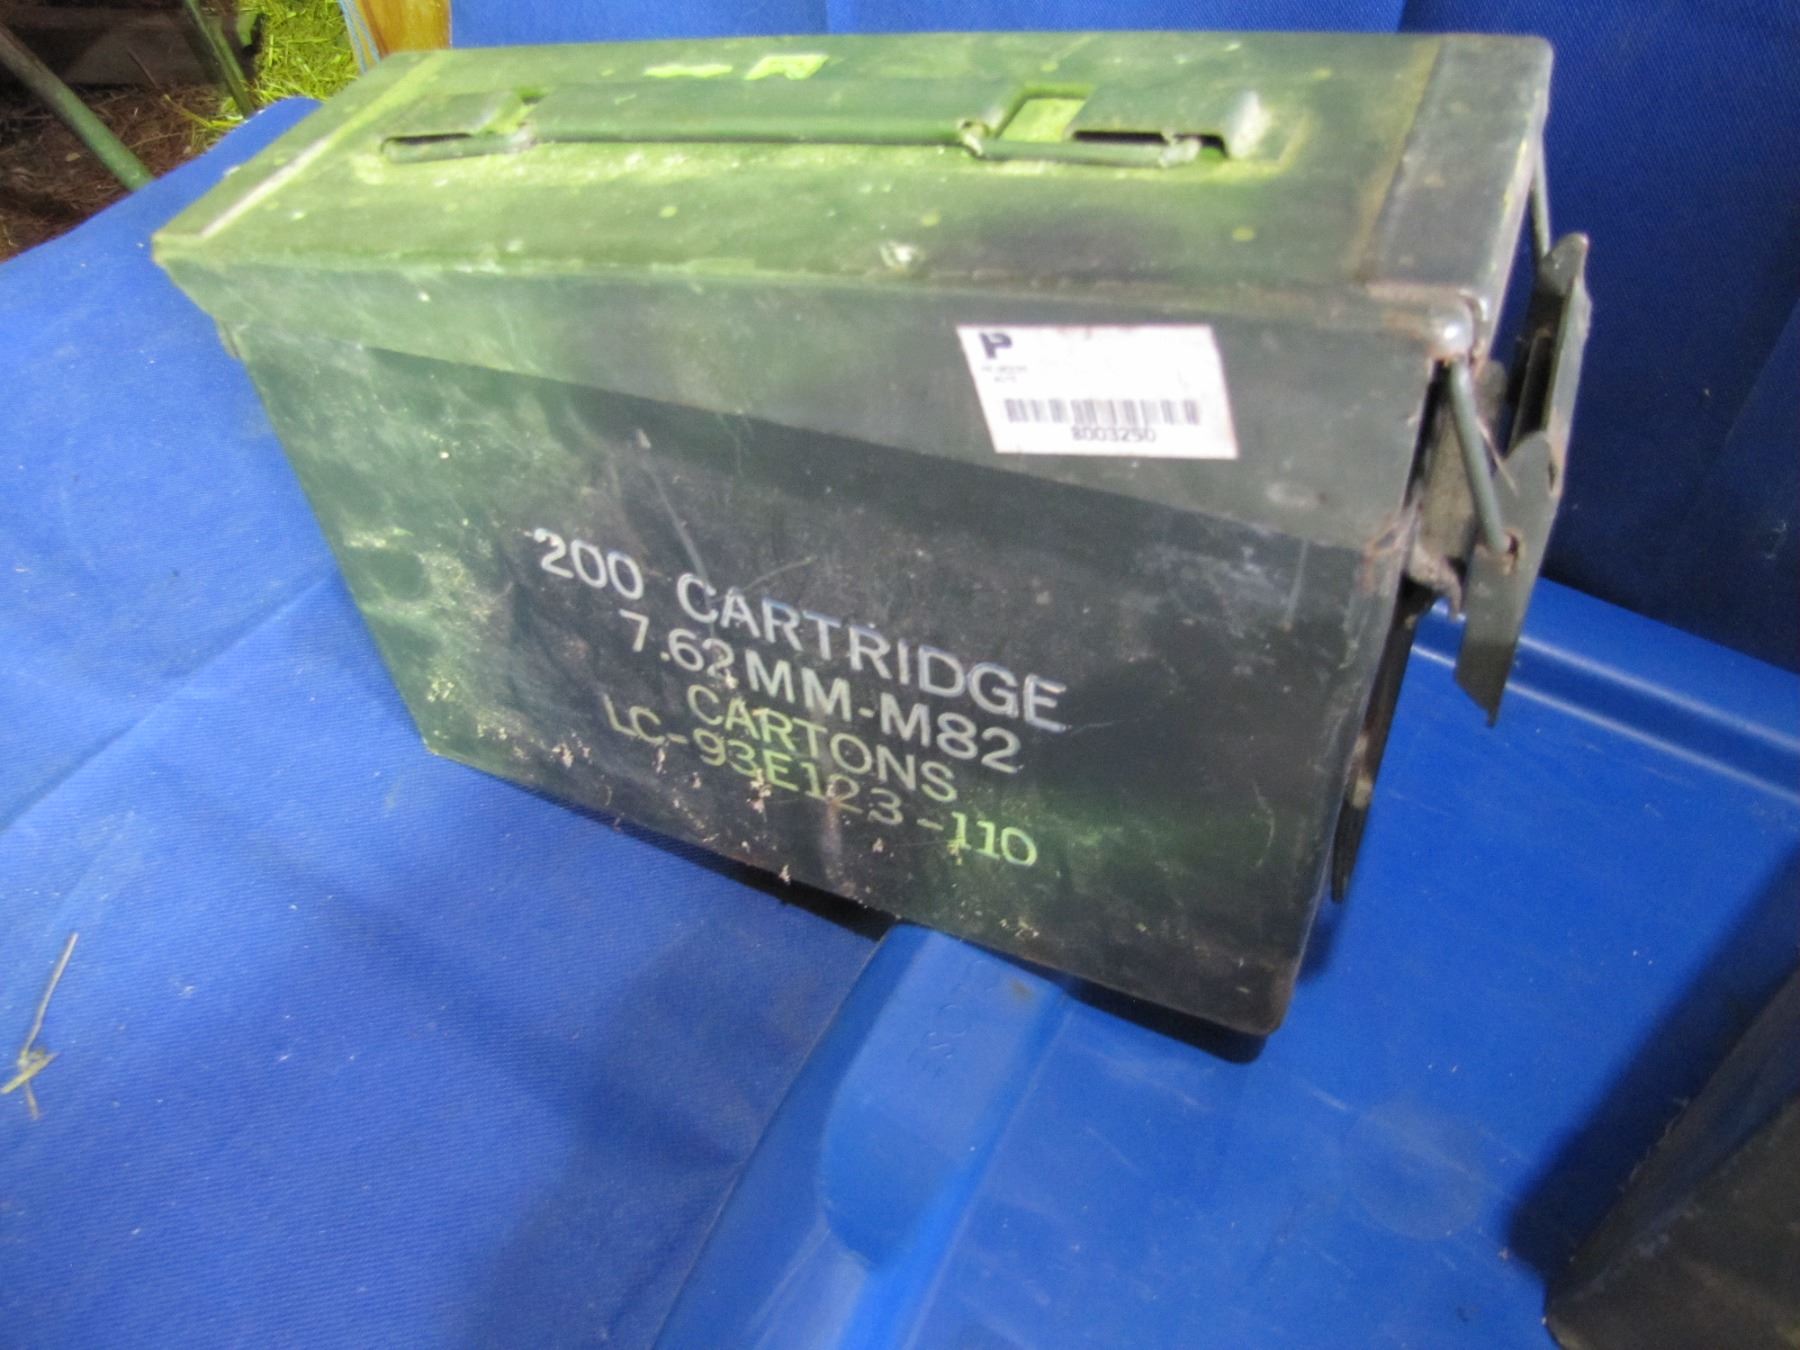 P
8003250
200 CARTRIDGE
7.62MM-M82
CARTONS
LC-93E123-110